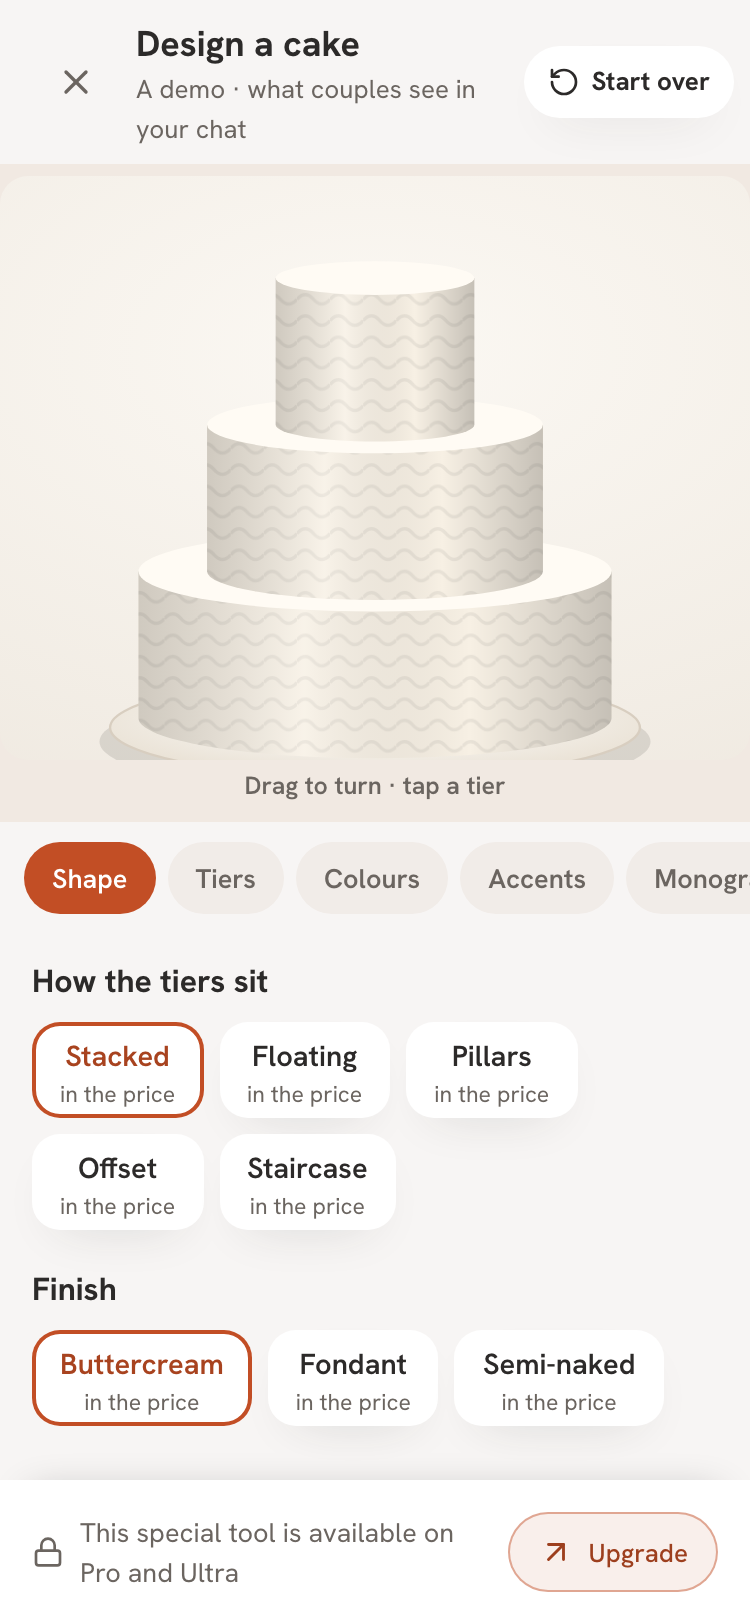 Design a cake
A demo · what couples see in
your chat
Start over
Drag to turn · tap a tier
Shape
Tiers
Colours
Accents
Monogr
How the tiers sit
Stacked
in the price
Floating
in the price
Pillars
in the price
Offset
in the price
Staircase
in the price
Finish
Buttercream
in the price
Fondant
in the price
Semi-naked
in the price
This special tool is available on
Pro and Ultra
Upgrade